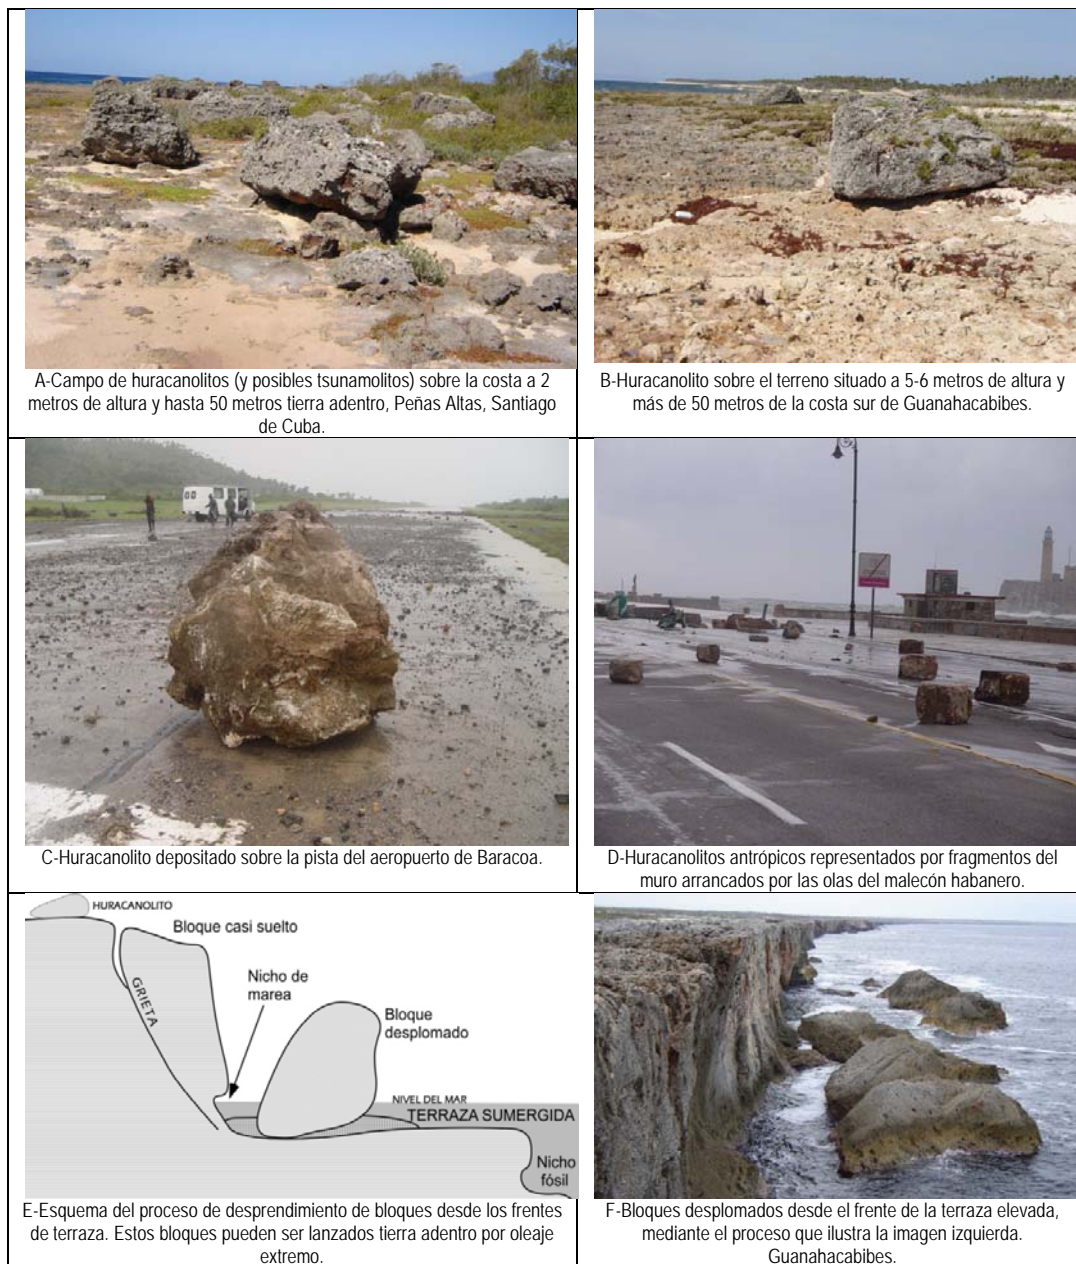 A-Campo de huracanolitos (y posibles tsunamolitos) sobre la costa a 2
metros de altura y hasta 50 metros tierra adentro, Peñas Altas, Santiago
de Cuba.
B-Huracanolito sobre el terreno situado a 5-6 metros de altura y
más de 50 metros de la costa sur de Guanahacabibes.
C-Huracanolito depositado sobre la pista del aeropuerto de Baracoa.
D-Huracanolitos antrópicos representados por fragmentos del
muro arrancados por las olas del malecón habanero.
HURACANOLITO
Bloque casi suelto
GRIETA
Nicho de
marea
Bloque
desplomado
NIVEL DEL MAR
TERRAZA SUMERGIDA
Nicho
fósil
E-Esquema del proceso de desprendimiento de bloques desde los frentes
de terraza. Estos bloques pueden ser lanzados tierra adentro por oleaje
extremo.
F-Bloques desplomados desde el frente de la terraza elevada,
mediante el proceso que ilustra la imagen izquierda.
Guanahacabibes.